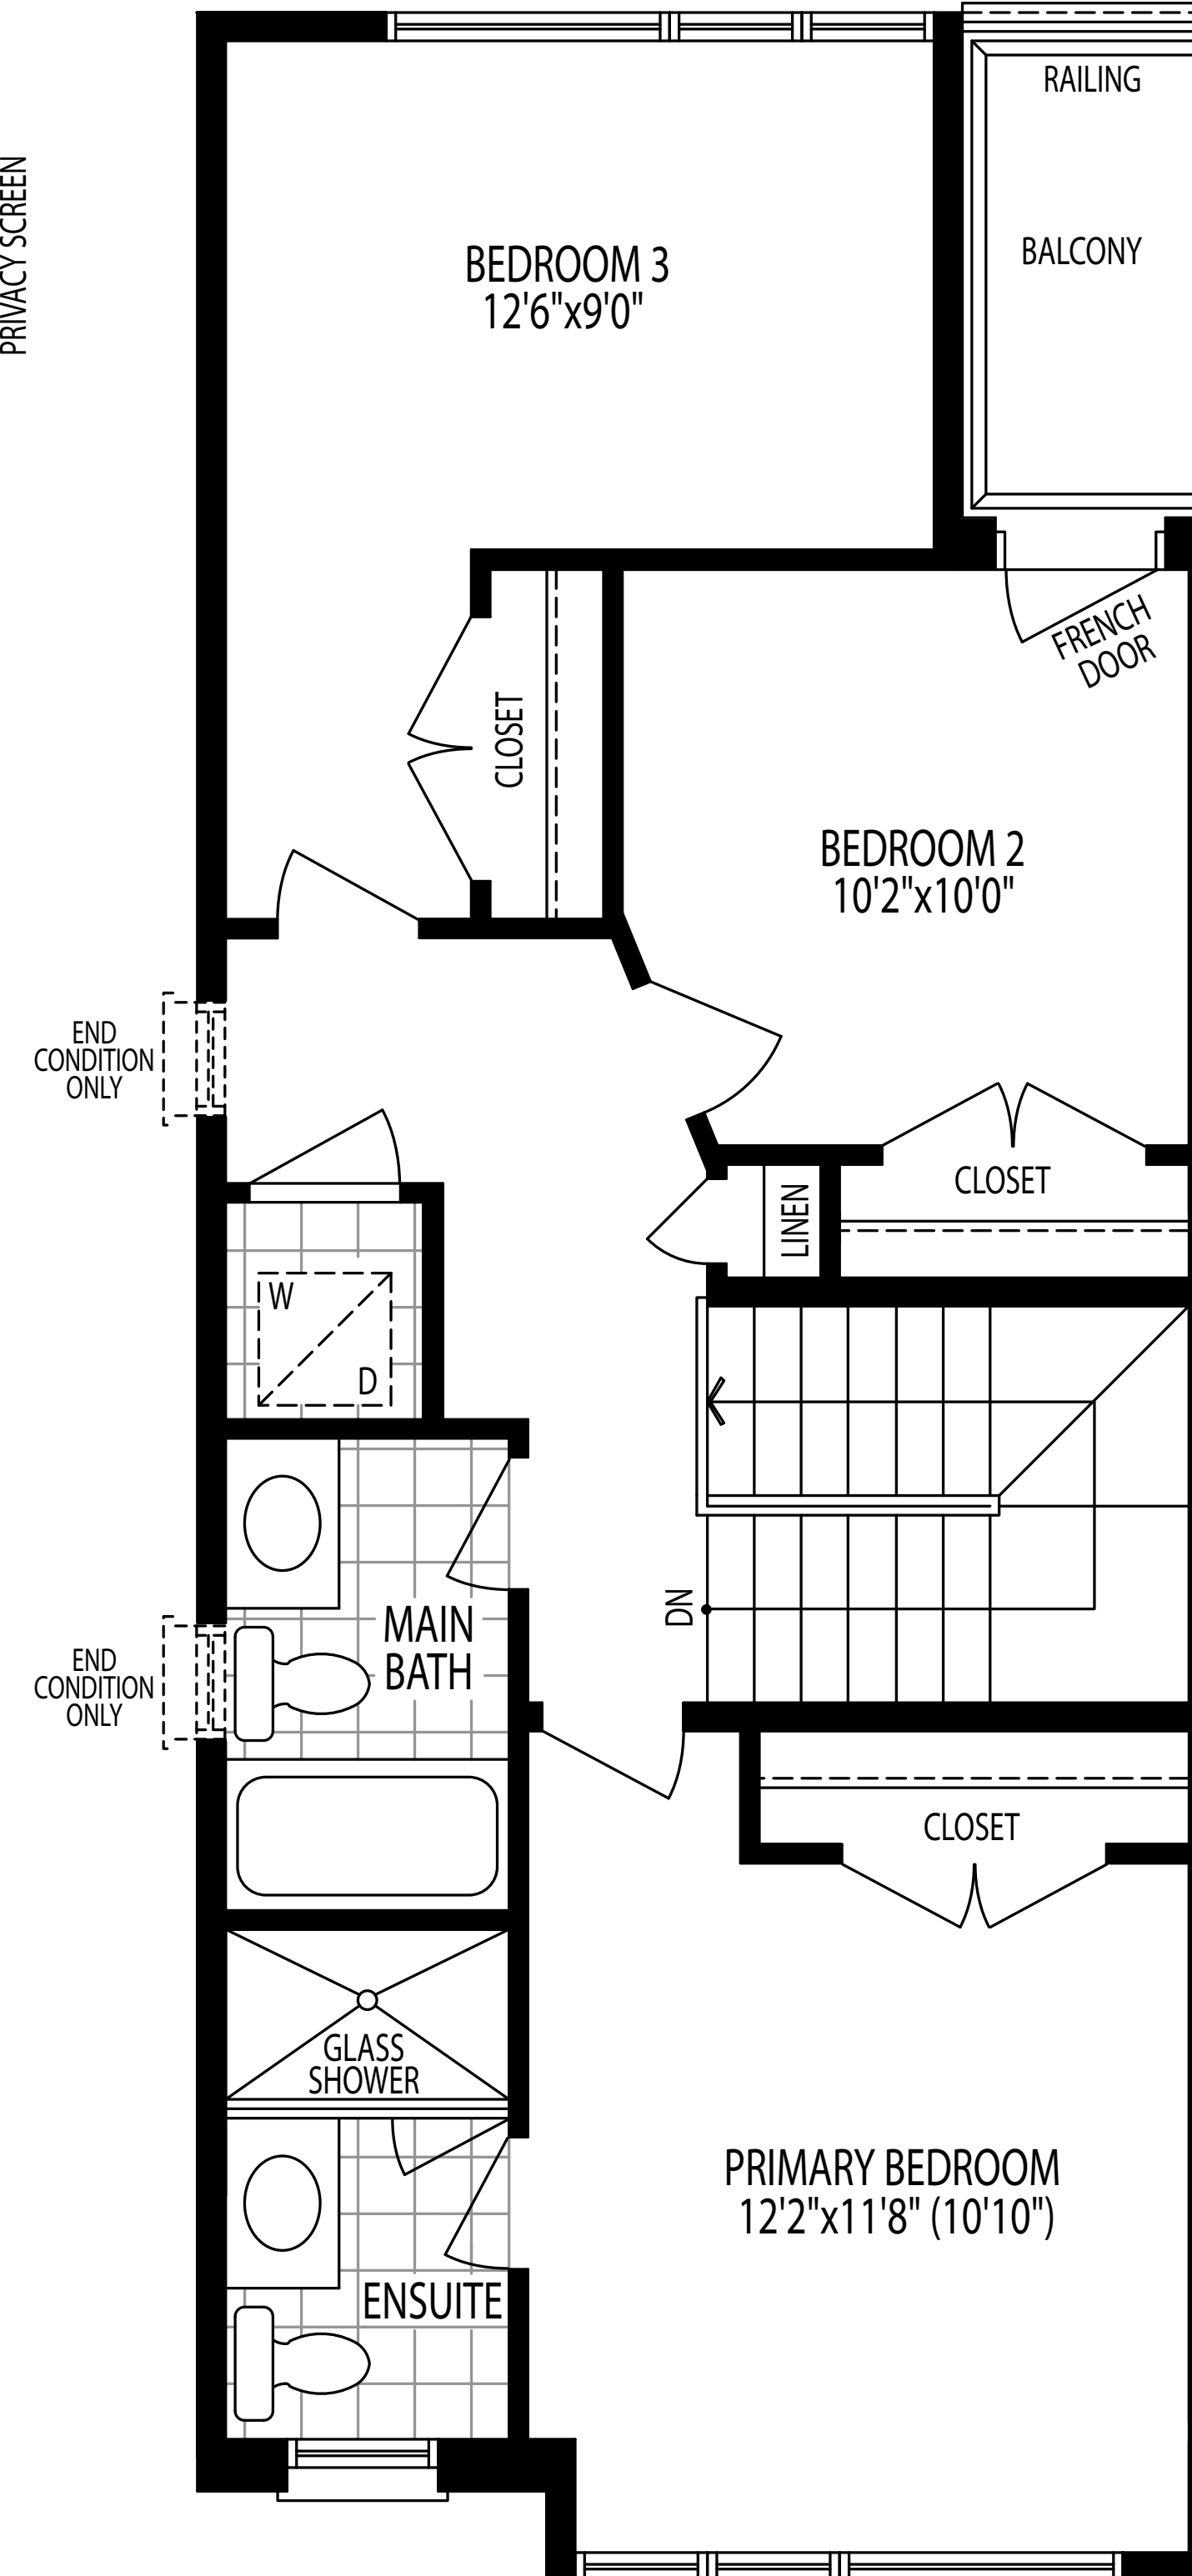 RAILING
PRIVACY SCREEN
BALCONY
BEDROOM 3
12'6"x9'0"
FRENCH
DOOR
CLOSET
BEDROOM 2
10'2"x10'0"
END
CONDITION
ONLY
CLOSET
LINEN
W
D
DN
MAIN
BATH
END
CONDITION
ONLY
CLOSET
GLASS
SHOWER
PRIMARY BEDROOM
12'2"x11'8" (10'10")
ENSUITE